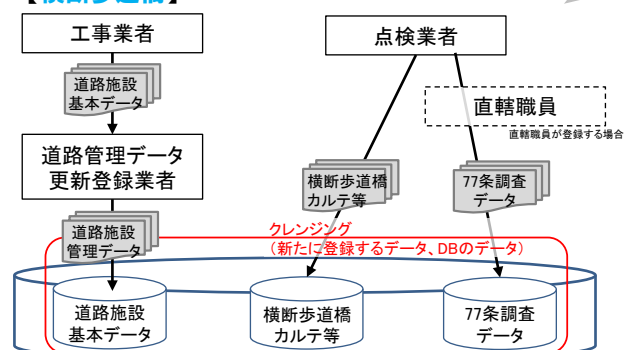 【横断歩道橋】
工事業者
点検業者
道路施設
基本データ
直轄職員
直轄職員が登録する場合
道路管理データ
更新登録業者
横断歩道橋
カルテ等
77条調査
データ
道路施設
管理データ
クレンジング
（新たに登録するデータ、DBのデータ）
道路施設
基本データ
横断歩道橋
カルテ等
77条調査
データ